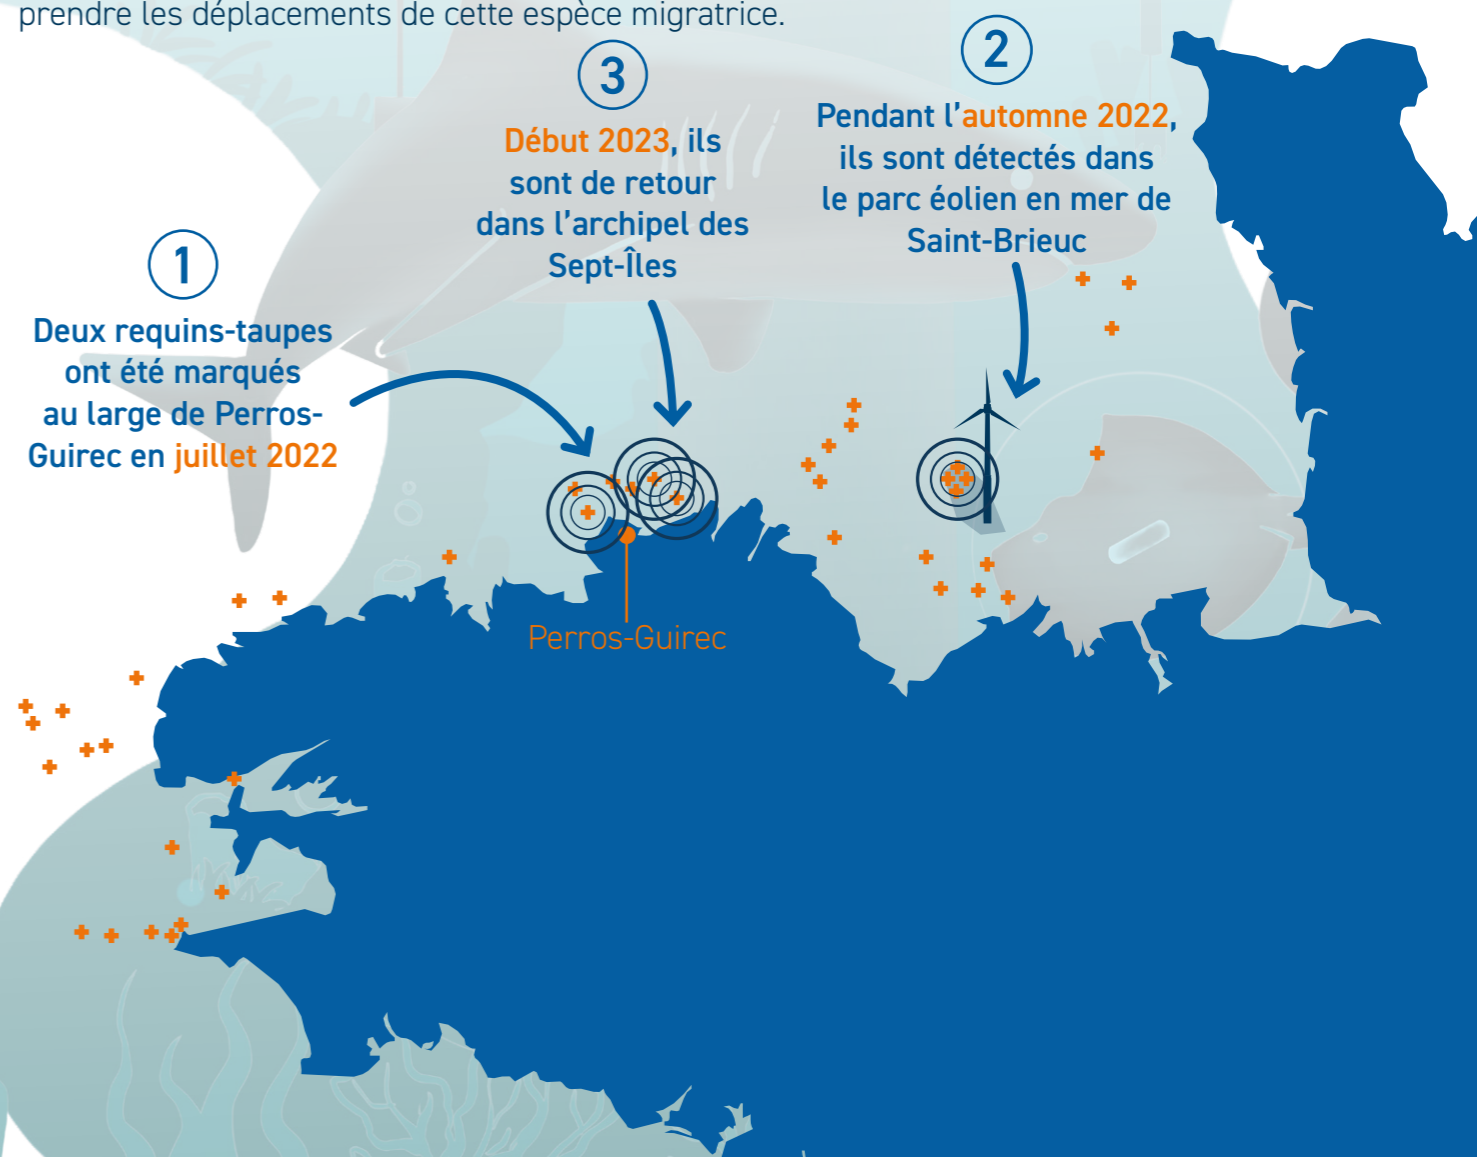 prendre les déplacements de cette espèce migratrice.
1
Deux requins-taupes
ont été marqués
au large de Perros-
Guirec en juillet 2022
2
Pendant l'automne 2022,
ils sont détectés dans
le parc éolien en mer de
Saint-Brieuc
3
Début 2023, ils
sont de retour
dans l'archipel des
Sept-Îles
Perros-Guirec